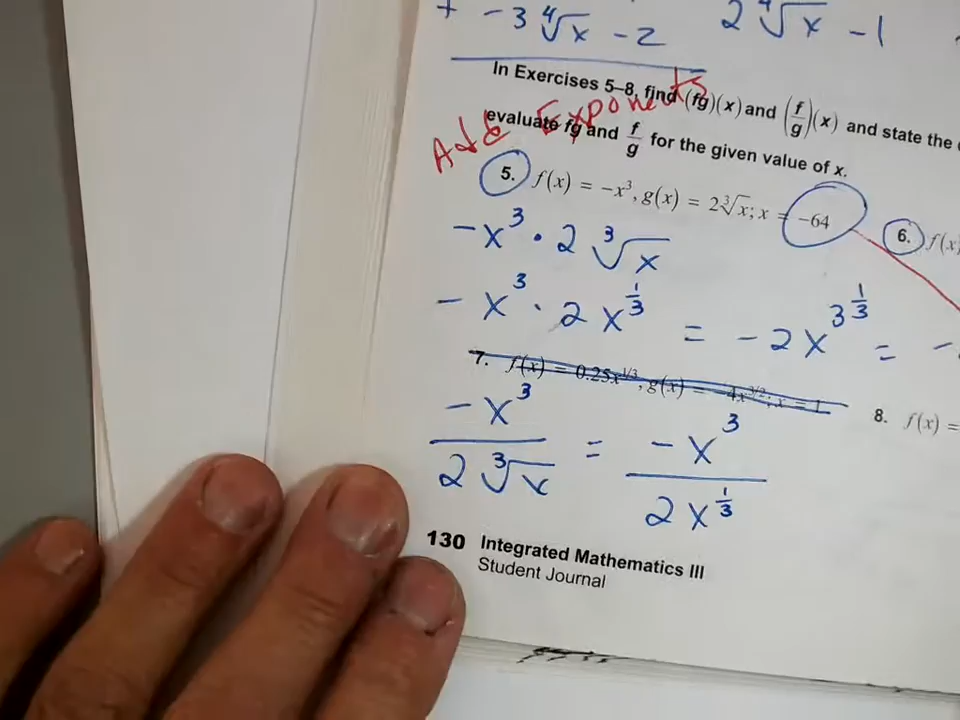 + -3 ∜x -2   2 ∜x -1
In Exercises 5–8, find (fg)(x) and (f/g)(x) and state the
evaluate fg and f/g for the given value of x.
Add Exponents
5. f(x) = -x³, g(x) = 2∛x; x = -64   6. f(x)
-x³ · 2 ∛x
- x³ · 2x^(1/3) = -2x^(3 1/3) = -
7. f(x) = 0.25x^(1/3), g(x) = -4x^(3/2); x = 1
8. f(x) =
-x³ / 2∛x = -x³ / 2x^(1/3)
130 Integrated Mathematics III
Student Journal